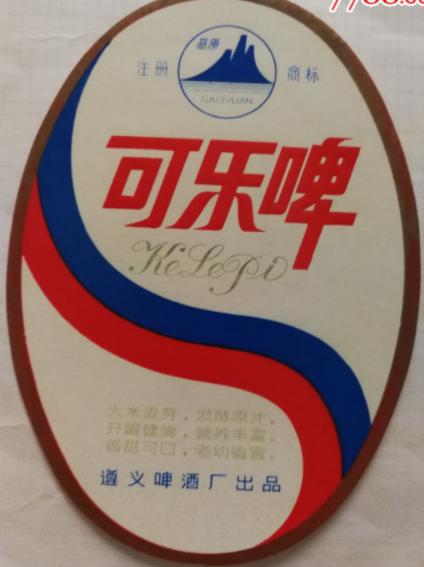 高原
注册 商标
GAOYUAN
可乐啤
KeLePi
大米麦芽，发酵原汁。
开胃健脾，营养丰富。
香甜可口，老幼皆宜。
遵义啤酒厂出品